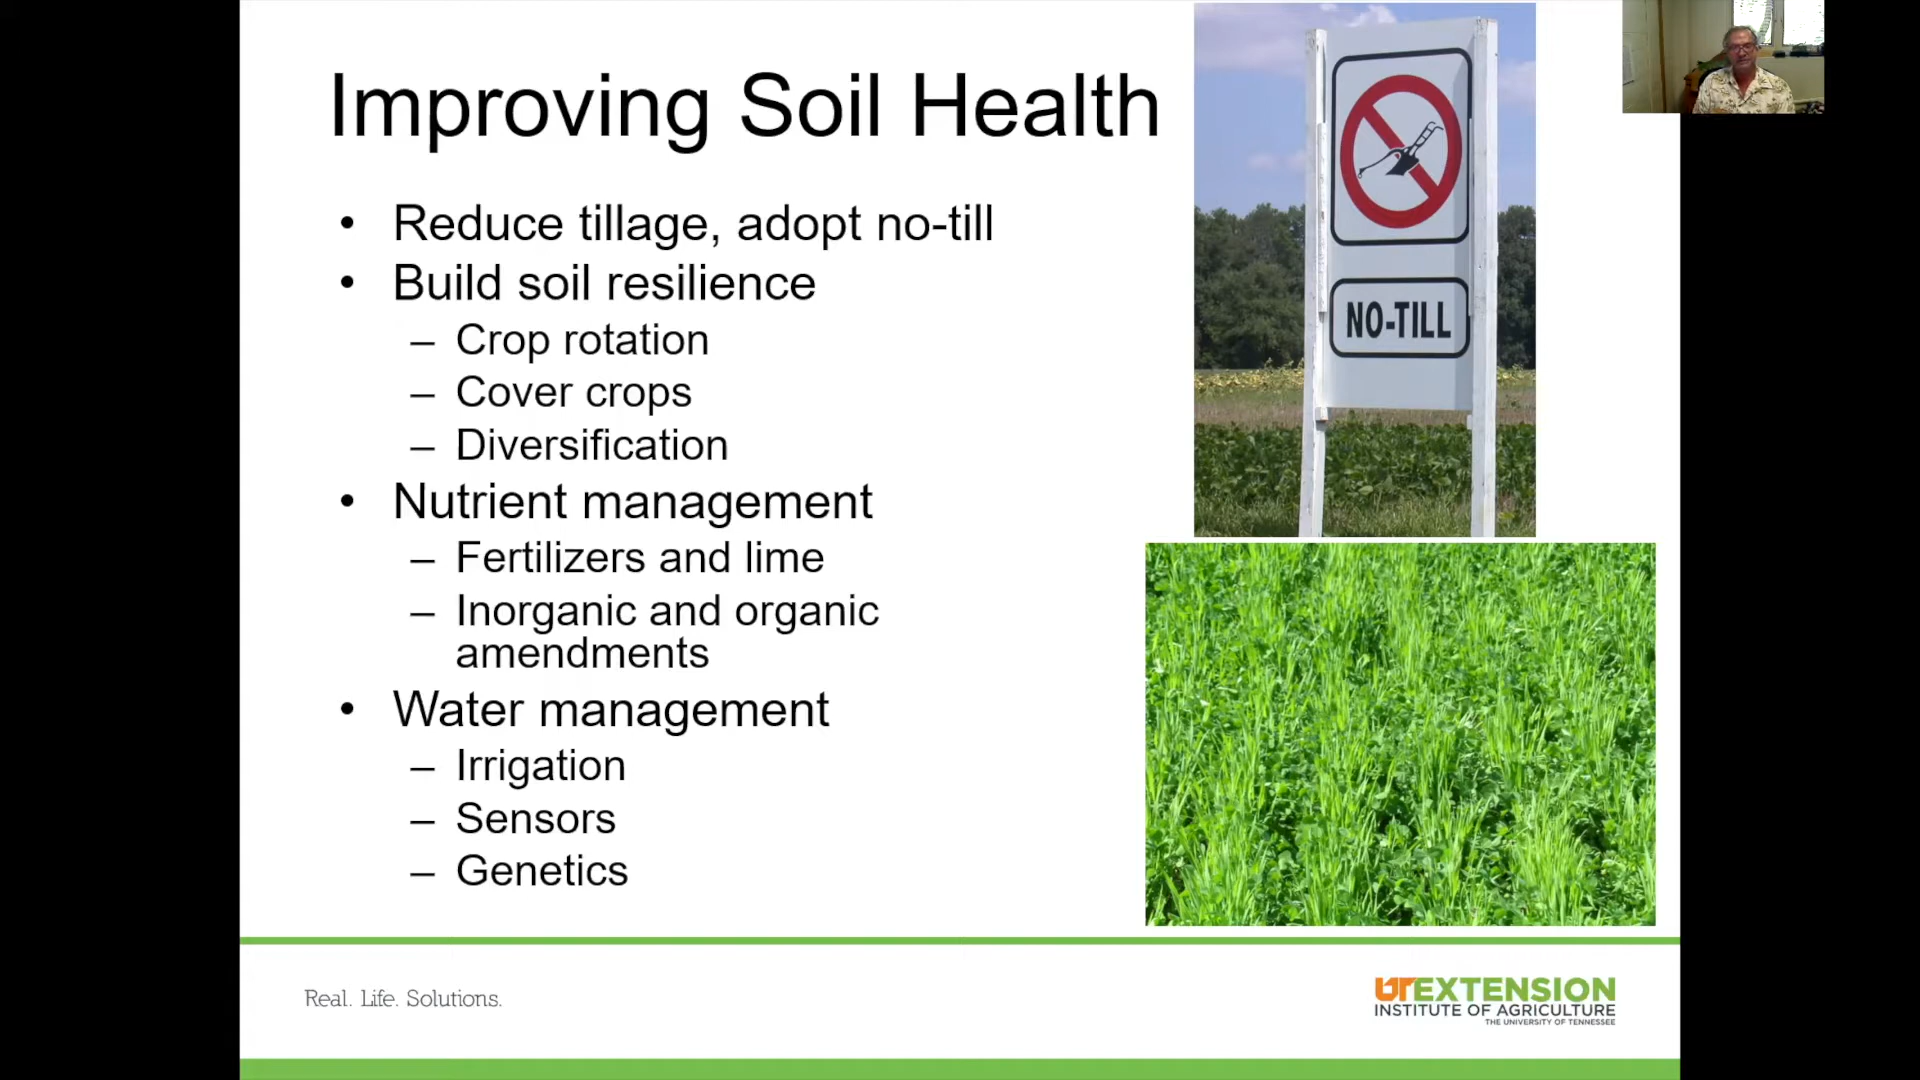 Improving Soil Health
• Reduce tillage, adopt no-till
• Build soil resilience
– Crop rotation
– Cover crops
– Diversification
• Nutrient management
– Fertilizers and lime
– Inorganic and organic
amendments
• Water management
– Irrigation
– Sensors
– Genetics
NO-TILL
Real. Life. Solutions.
UTEXTENSION
INSTITUTE OF AGRICULTURE
THE UNIVERSITY OF TENNESSEE